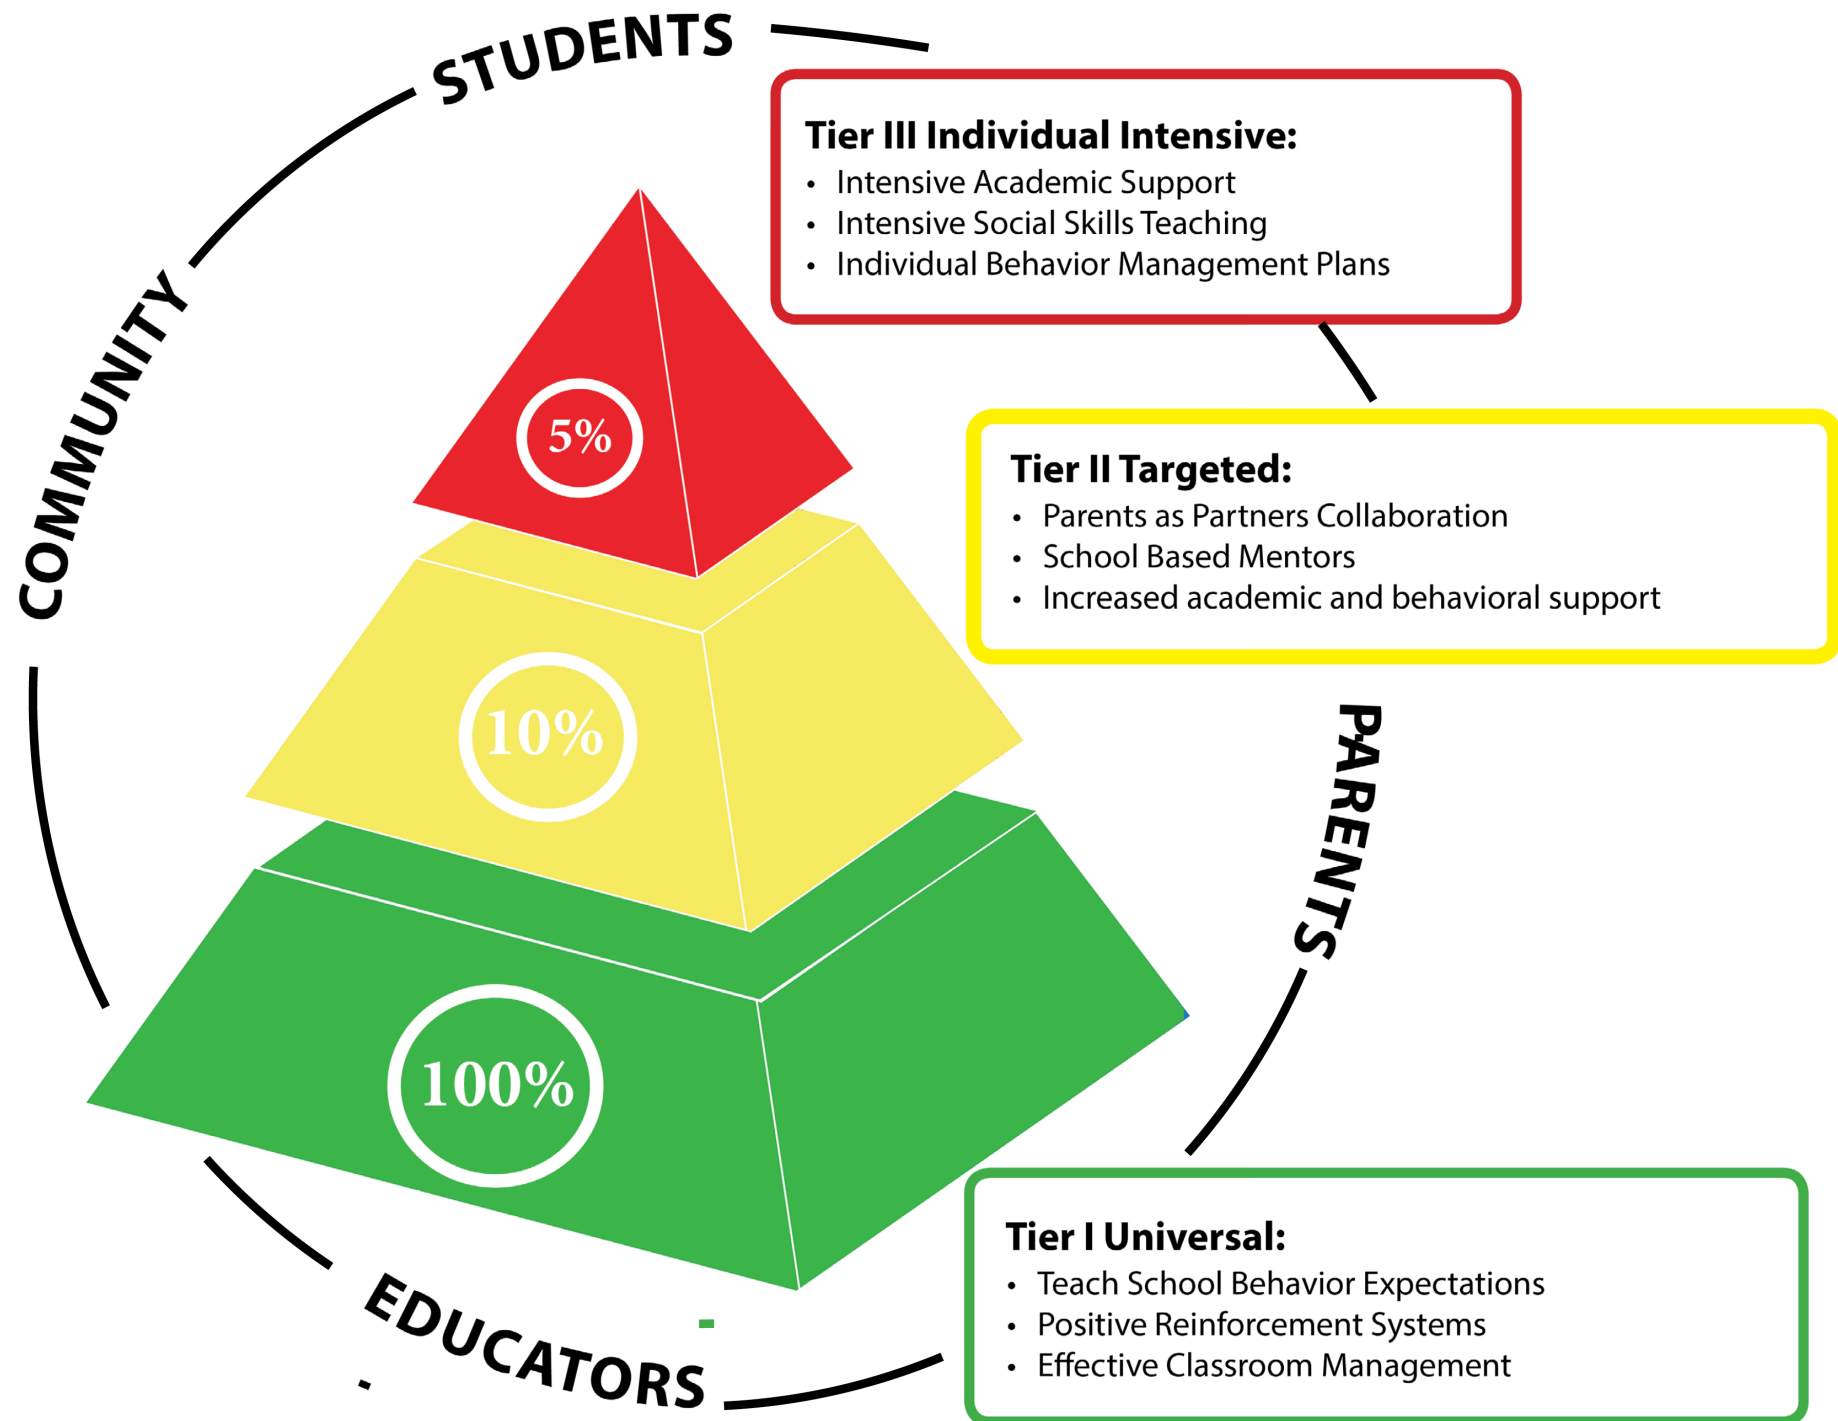 STUDENTS
COMMUNITY
Tier III Individual Intensive:
• Intensive Academic Support
• Intensive Social Skills Teaching
• Individual Behavior Management Plans
5%
Tier II Targeted:
• Parents as Partners Collaboration
• School Based Mentors
• Increased academic and behavioral support
10%
PARENTS
100%
Tier I Universal:
• Teach School Behavior Expectations
• Positive Reinforcement Systems
• Effective Classroom Management
EDUCATORS